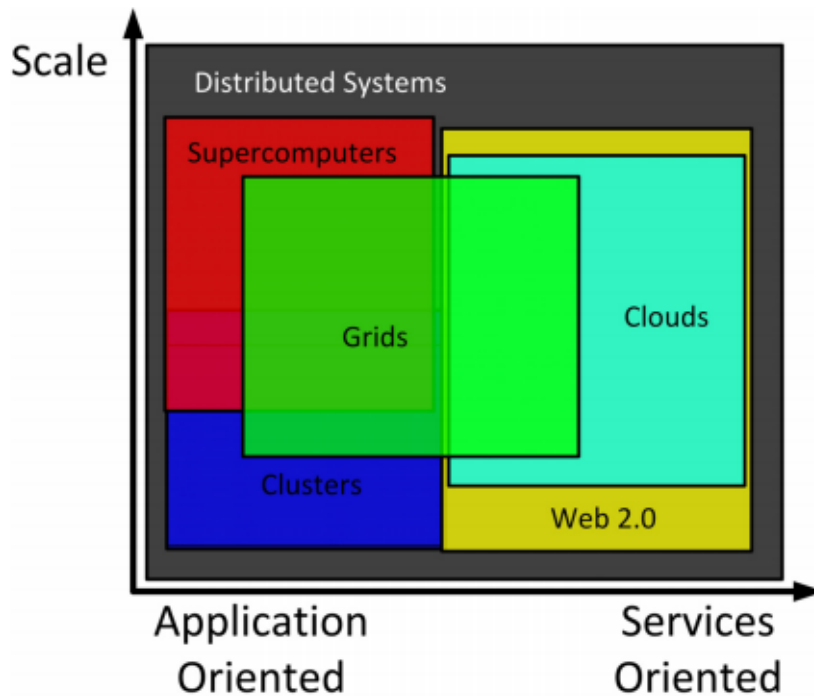 Scale
Distributed Systems
Supercomputers
Clouds
Grids
Clusters
Web 2.0
Application
Oriented
Services
Oriented